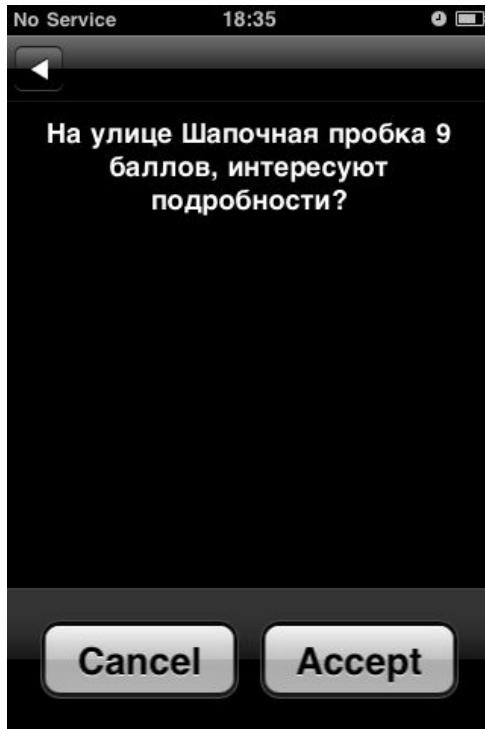 No Service 18:35
На улице Шапочная пробка 9
баллов, интересуют
подробности?
Cancel Accept